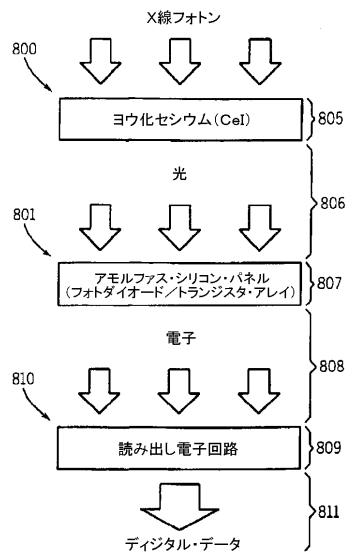 X線フォトン
800
ヨウ化セシウム(CeI)
805
光
806
801
アモルファス・シリコン・パネル
(フォトダイオード/トランジスタ・アレイ)
807
電子
808
810
読み出し電子回路
809
811
ディジタル・データ